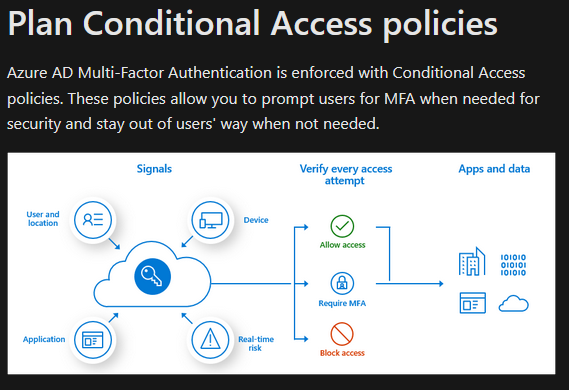 Plan Conditional Access policies
Azure AD Multi-Factor Authentication is enforced with Conditional Access
policies. These policies allow you to prompt users for MFA when needed for
security and stay out of users' way when not needed.
Signals
Verify every access
attempt
Apps and data
User and
location
Device
Allow access
101010
010101
101010
Require MFA
Application
Real-time
risk
Block access